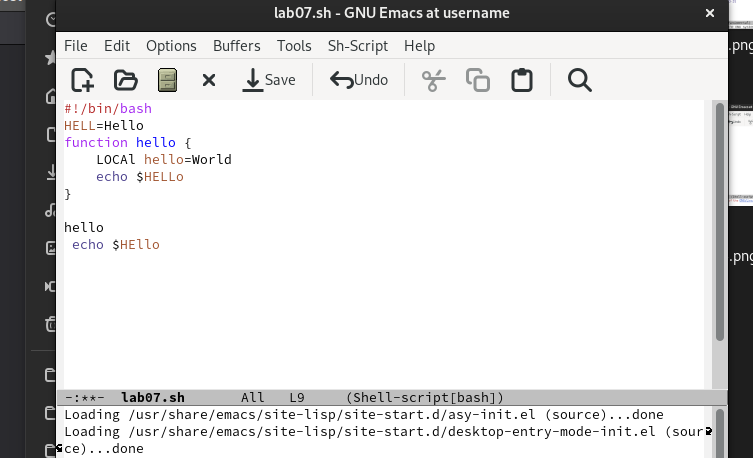 lab07.sh - GNU Emacs at username
File Edit Options Buffers Tools Sh-Script Help
Save Undo
#!/bin/bash
HELL=Hello
function hello {
    LOCAl hello=World
    echo $HELLo
}
hello
 echo $HEllo
-:**-  lab07.sh       All   L9     (Shell-script[bash])
Loading /usr/share/emacs/site-lisp/site-start.d/asy-init.el (source)...done
Loading /usr/share/emacs/site-lisp/site-start.d/desktop-entry-mode-init.el (sour
ce)...done
.png
.png